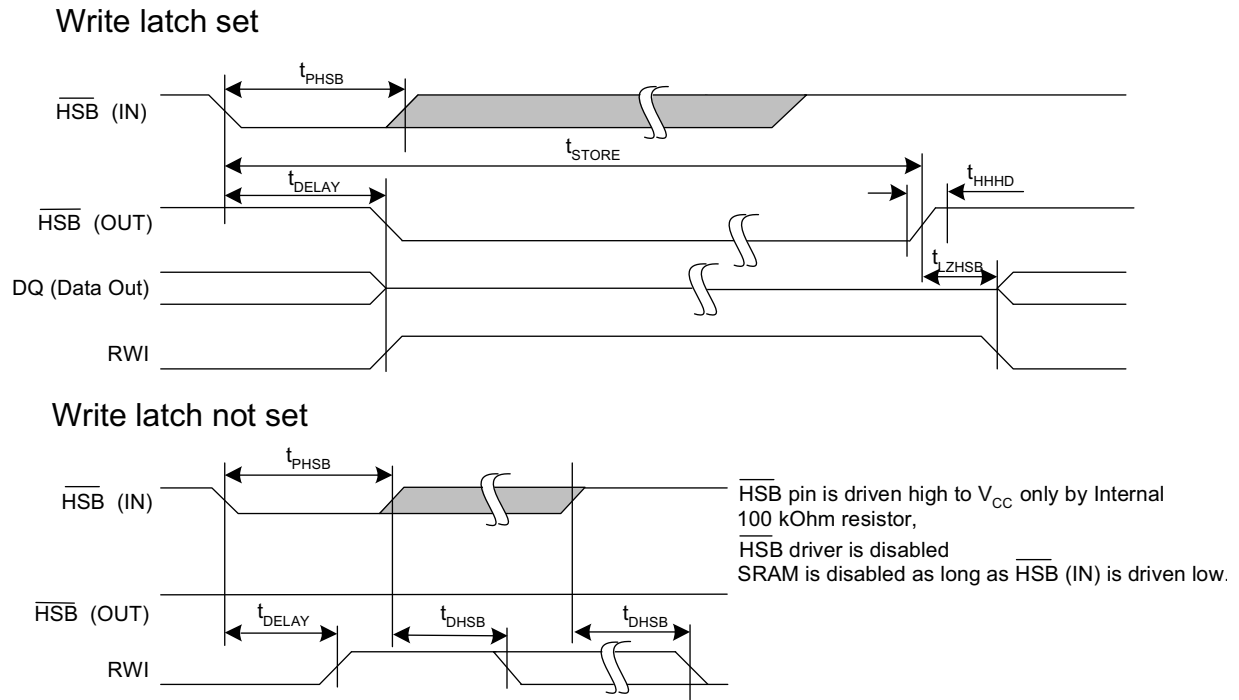 Write latch set
tPHSB
HSB (IN)
tSTORE
tDELAY
tHHHD
HSB (OUT)
tLZHSB
DQ (Data Out)
RWI
Write latch not set
tPHSB
HSB (IN)
HSB pin is driven high to VCC only by Internal
100 kOhm resistor,
HSB driver is disabled
SRAM is disabled as long as HSB (IN) is driven low.
HSB (OUT)
tDELAY
tDHSB
tDHSB
RWI